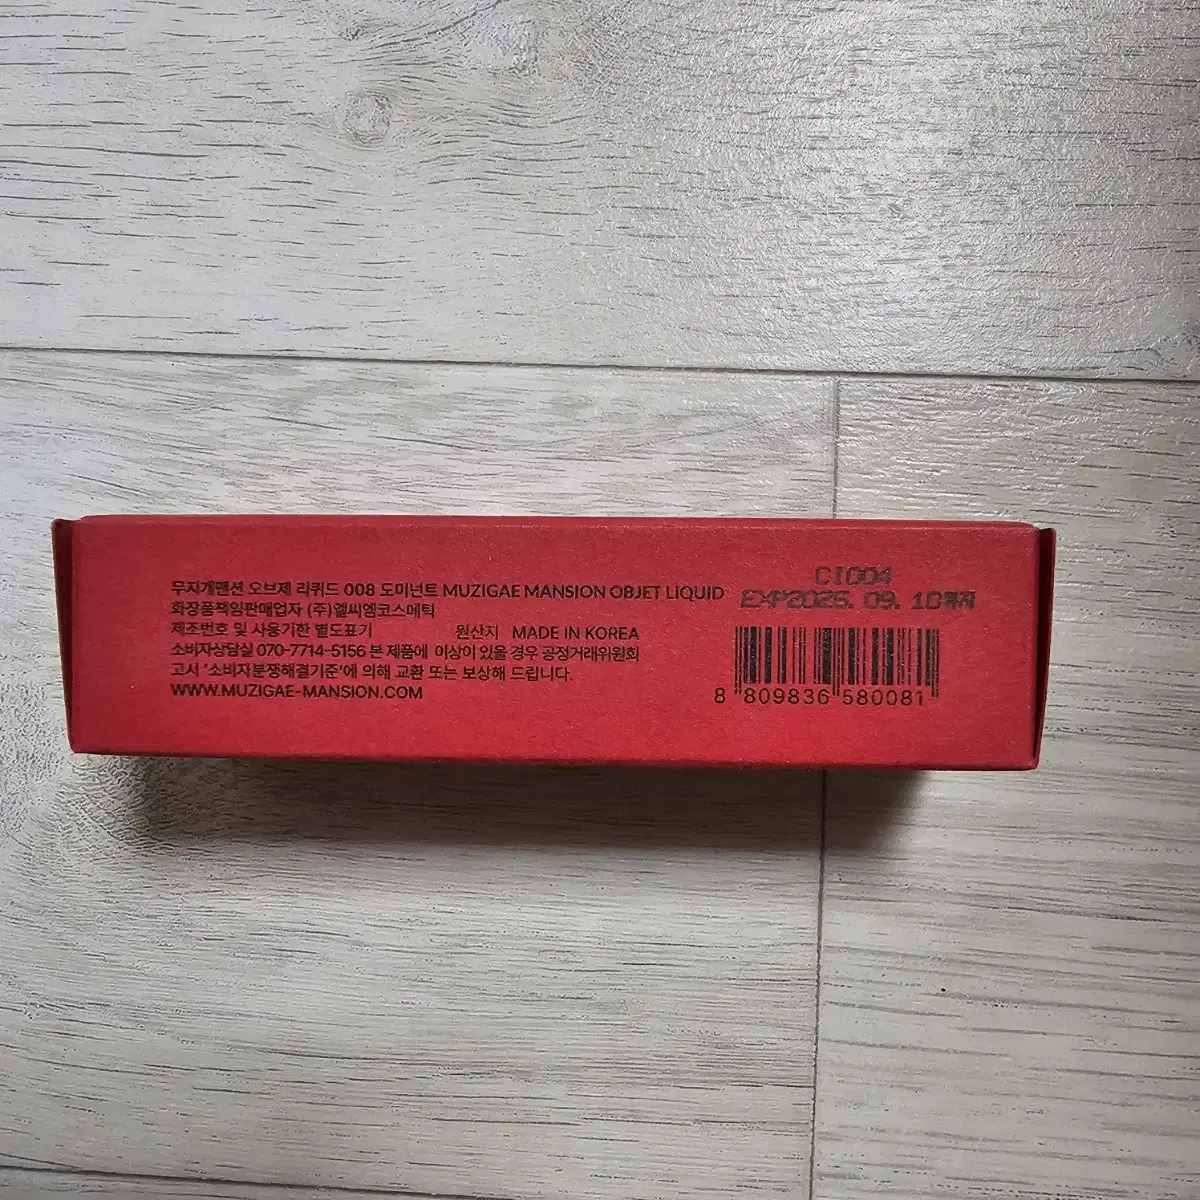 무지개맨션 오브제 리퀴드 008 도미넌트 MUZIGAE MANSION OBJET LIQUID
화장품책임판매업자 (주)엘씨엠코스메틱
제조번호 및 사용기한 별도표기 원산지 MADE IN KOREA
소비자상담실 070-7714-5156 본 제품에 이상이 있을 경우 공정거래위원회
고서 '소비자분쟁해결기준'에 의해 교환 또는 보상해 드립니다.
WWW.MUZIGAE-MANSION.COM
CI004
EXP2025. 09. 10까지
8 809836 580081